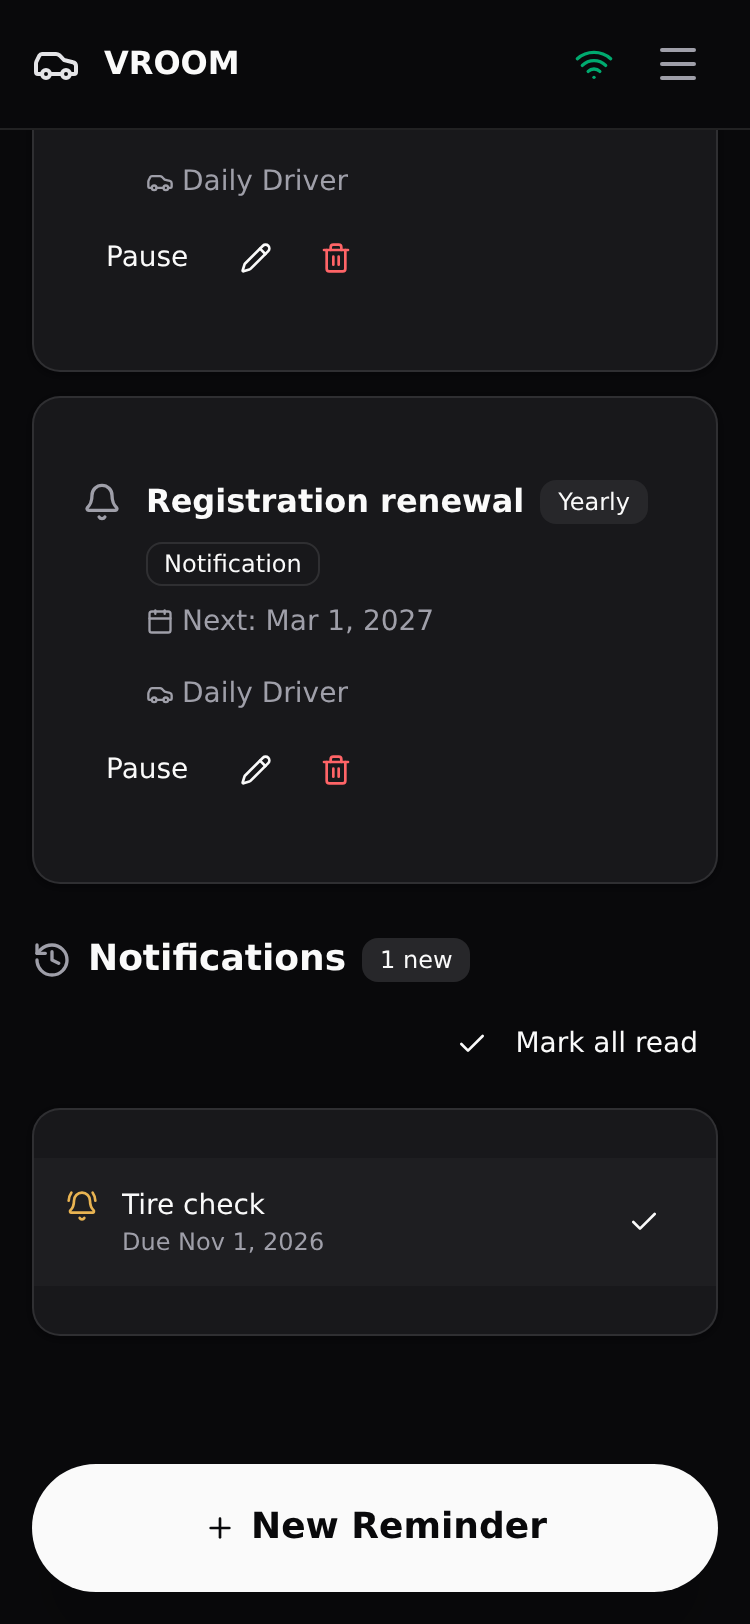 VROOM
Daily Driver
Pause
Registration renewal Yearly
Notification
Next: Mar 1, 2027
Daily Driver
Pause
Notifications 1 new
Mark all read
Tire check
Due Nov 1, 2026
New Reminder